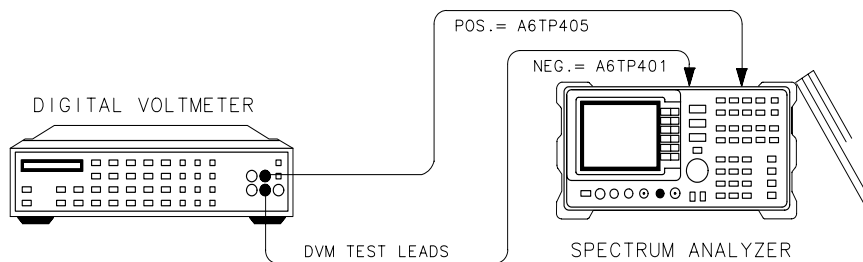 POS.= A6TP405
NEG.= A6TP401
DIGITAL VOLTMETER
DVM TEST LEADS
SPECTRUM ANALYZER